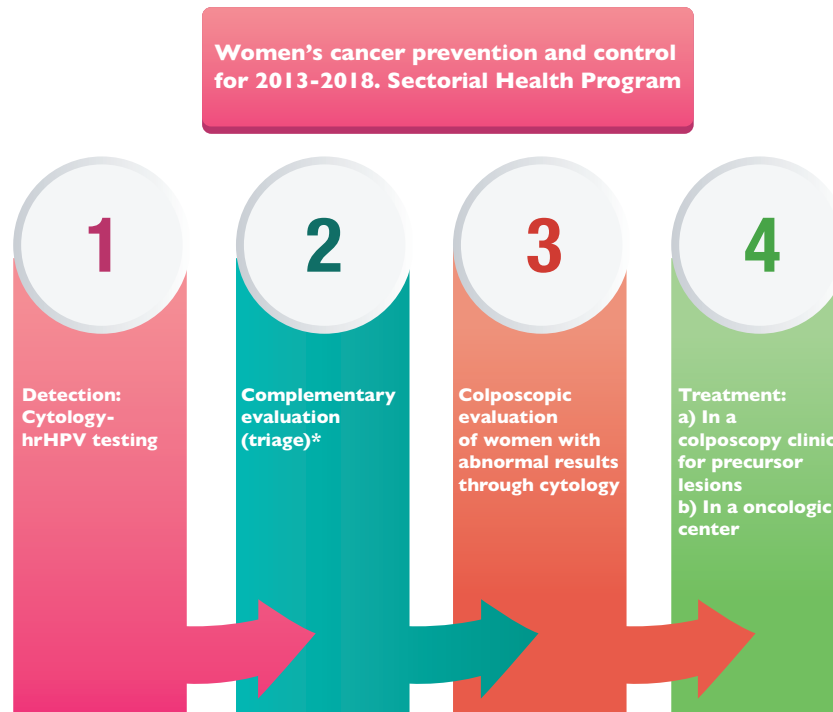 Women's cancer prevention and control
for 2013-2018. Sectorial Health Program
1
Detection:
Cytology-
hrHPV testing
2
Complementary
evaluation
(triage)*
3
Colposcopic
evaluation
of women with
abnormal results
through cytology
4
Treatment:
a) In a
colposcopy clinic
for precursor
lesions
b) In a oncologic
center